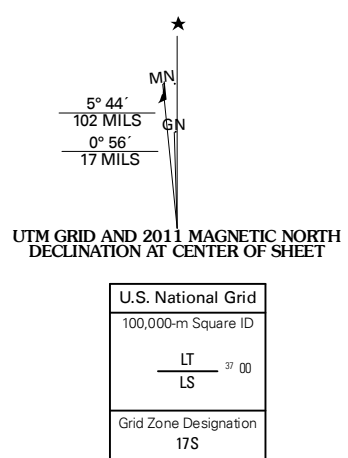 ★
MN
5° 44´
102 MILS
GN
0° 56´
17 MILS
UTM GRID AND 2011 MAGNETIC NORTH
DECLINATION AT CENTER OF SHEET
U.S. National Grid
100,000-m Square ID
LT
37 00
LS
Grid Zone Designation
17S